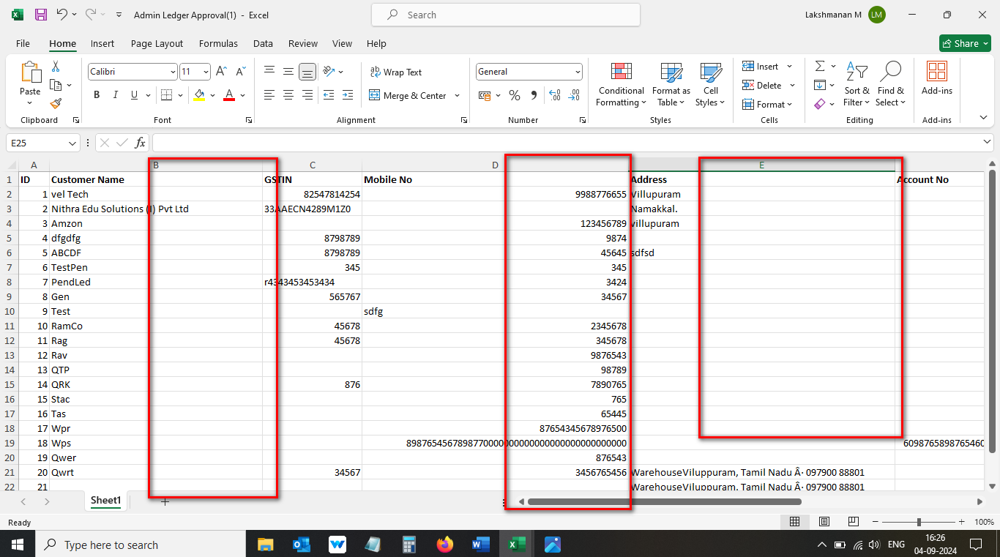 Admin Ledger Approval(1) - Excel
Search
Lakshmanan M
LM
File Home Insert Page Layout Formulas Data Review View Help
Share
Paste
Clipboard
Calibri 11
B I U
Font
Wrap Text
Merge & Center
Alignment
General
Number
Conditional Formatting
Format as Table
Cell Styles
Styles
Insert
Delete
Format
Cells
Sort & Filter
Find & Select
Editing
Add-ins
Add-ins
E25 fx
A B C D E
1 ID Customer Name GSTIN Mobile No Address Account No
2 1 vel Tech 82547814254 9988776655 Villupuram
3 2 Nithra Edu Solutions (I) Pvt Ltd 33AAECN4289M1Z0 Namakkal.
4 3 Amzon 123456789 villupuram
5 4 dfgdfg 8798789 9874
6 5 ABCDF 8798789 45645 sdfsd
7 6 TestPen 345 345
8 7 PendLed r4343453453434 3424
9 8 Gen 565767 34567
10 9 Test sdfg
11 10 RamCo 45678 2345678
12 11 Rag 45678 345678
13 12 Rav 9876543
14 13 QTP 98789
15 14 QRK 876 7890765
16 15 Stac 765
17 16 Tas 65445
18 17 Wpr 87654345678976500
19 18 Wps
20 19 Qwer 876543
21 20 Qwrt 34567 3456765456 WarehouseViluppuram, Tamil Nadu Â· 097900 88801
22 21 WarehouseViluppuram, Tamil Nadu Â· 097900 88801
Sheet1
Ready
100%
Type here to search
ENG
16:26
04-09-2024